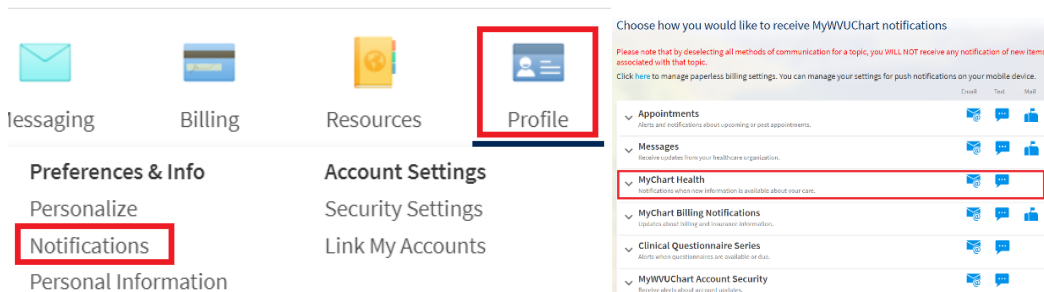 lessaging
Billing
Resources
Profile
Preferences & Info
Personalize
Notifications
Personal Information
Account Settings
Security Settings
Link My Accounts
Choose how you would like to receive MyWVUChart notifications
Please note that by deselecting all methods of communication for a topic, you WILL NOT receive any notification of new items
associated with that topic.
Click here to manage paperless billing settings. You can manage your settings for push notifications on your mobile device.
Email Text Mail
Appointments
Alerts and notifications about upcoming or past appointments.
Messages
Receive updates from your healthcare organization.
MyChart Health
Notifications when new information is available about your care.
MyChart Billing Notifications
Updates about billing and insurance information.
Clinical Questionnaire Series
Alerts when questionnaires are available or due.
MyWVUChart Account Security
Receive alerts about account updates.